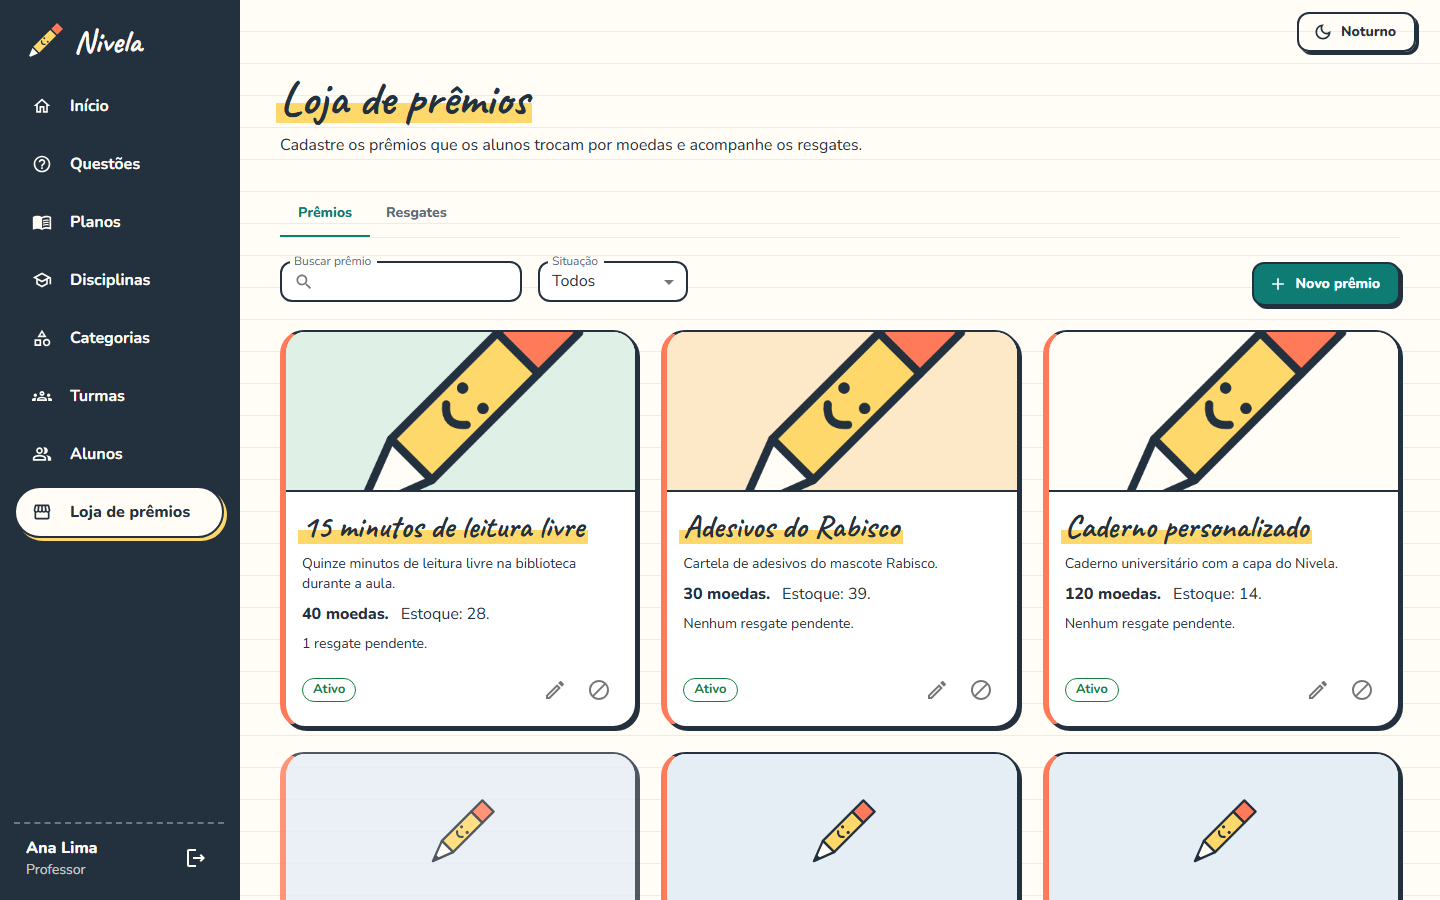 Nivela
Noturno
Início
Questões
Planos
Disciplinas
Categorias
Turmas
Alunos
Loja de prêmios
Ana Lima
Professor
Loja de prêmios
Cadastre os prêmios que os alunos trocam por moedas e acompanhe os resgates.
Prêmios
Resgates
Buscar prêmio
Situação
Todos
Novo prêmio
15 minutos de leitura livre
Quinze minutos de leitura livre na biblioteca
durante a aula.
40 moedas. Estoque: 28.
1 resgate pendente.
Ativo
Adesivos do Rabisco
Cartela de adesivos do mascote Rabisco.
30 moedas. Estoque: 39.
Nenhum resgate pendente.
Ativo
Caderno personalizado
Caderno universitário com a capa do Nivela.
120 moedas. Estoque: 14.
Nenhum resgate pendente.
Ativo